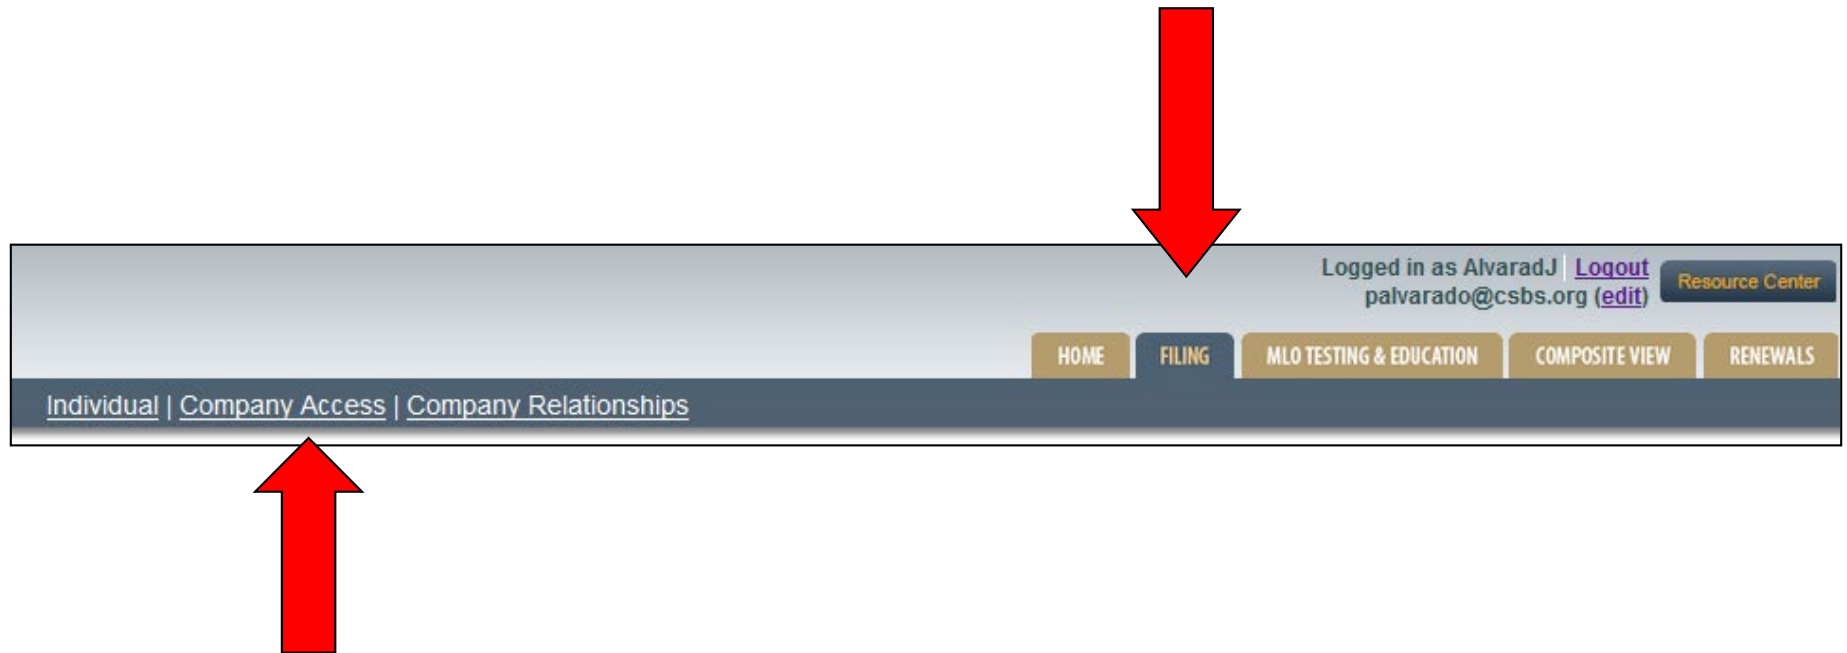 Logged in as AlvaradJ | Logout
palvarado@csbs.org (edit)
Resource Center
HOME FILING MLO TESTING & EDUCATION COMPOSITE VIEW RENEWALS
Individual | Company Access | Company Relationships